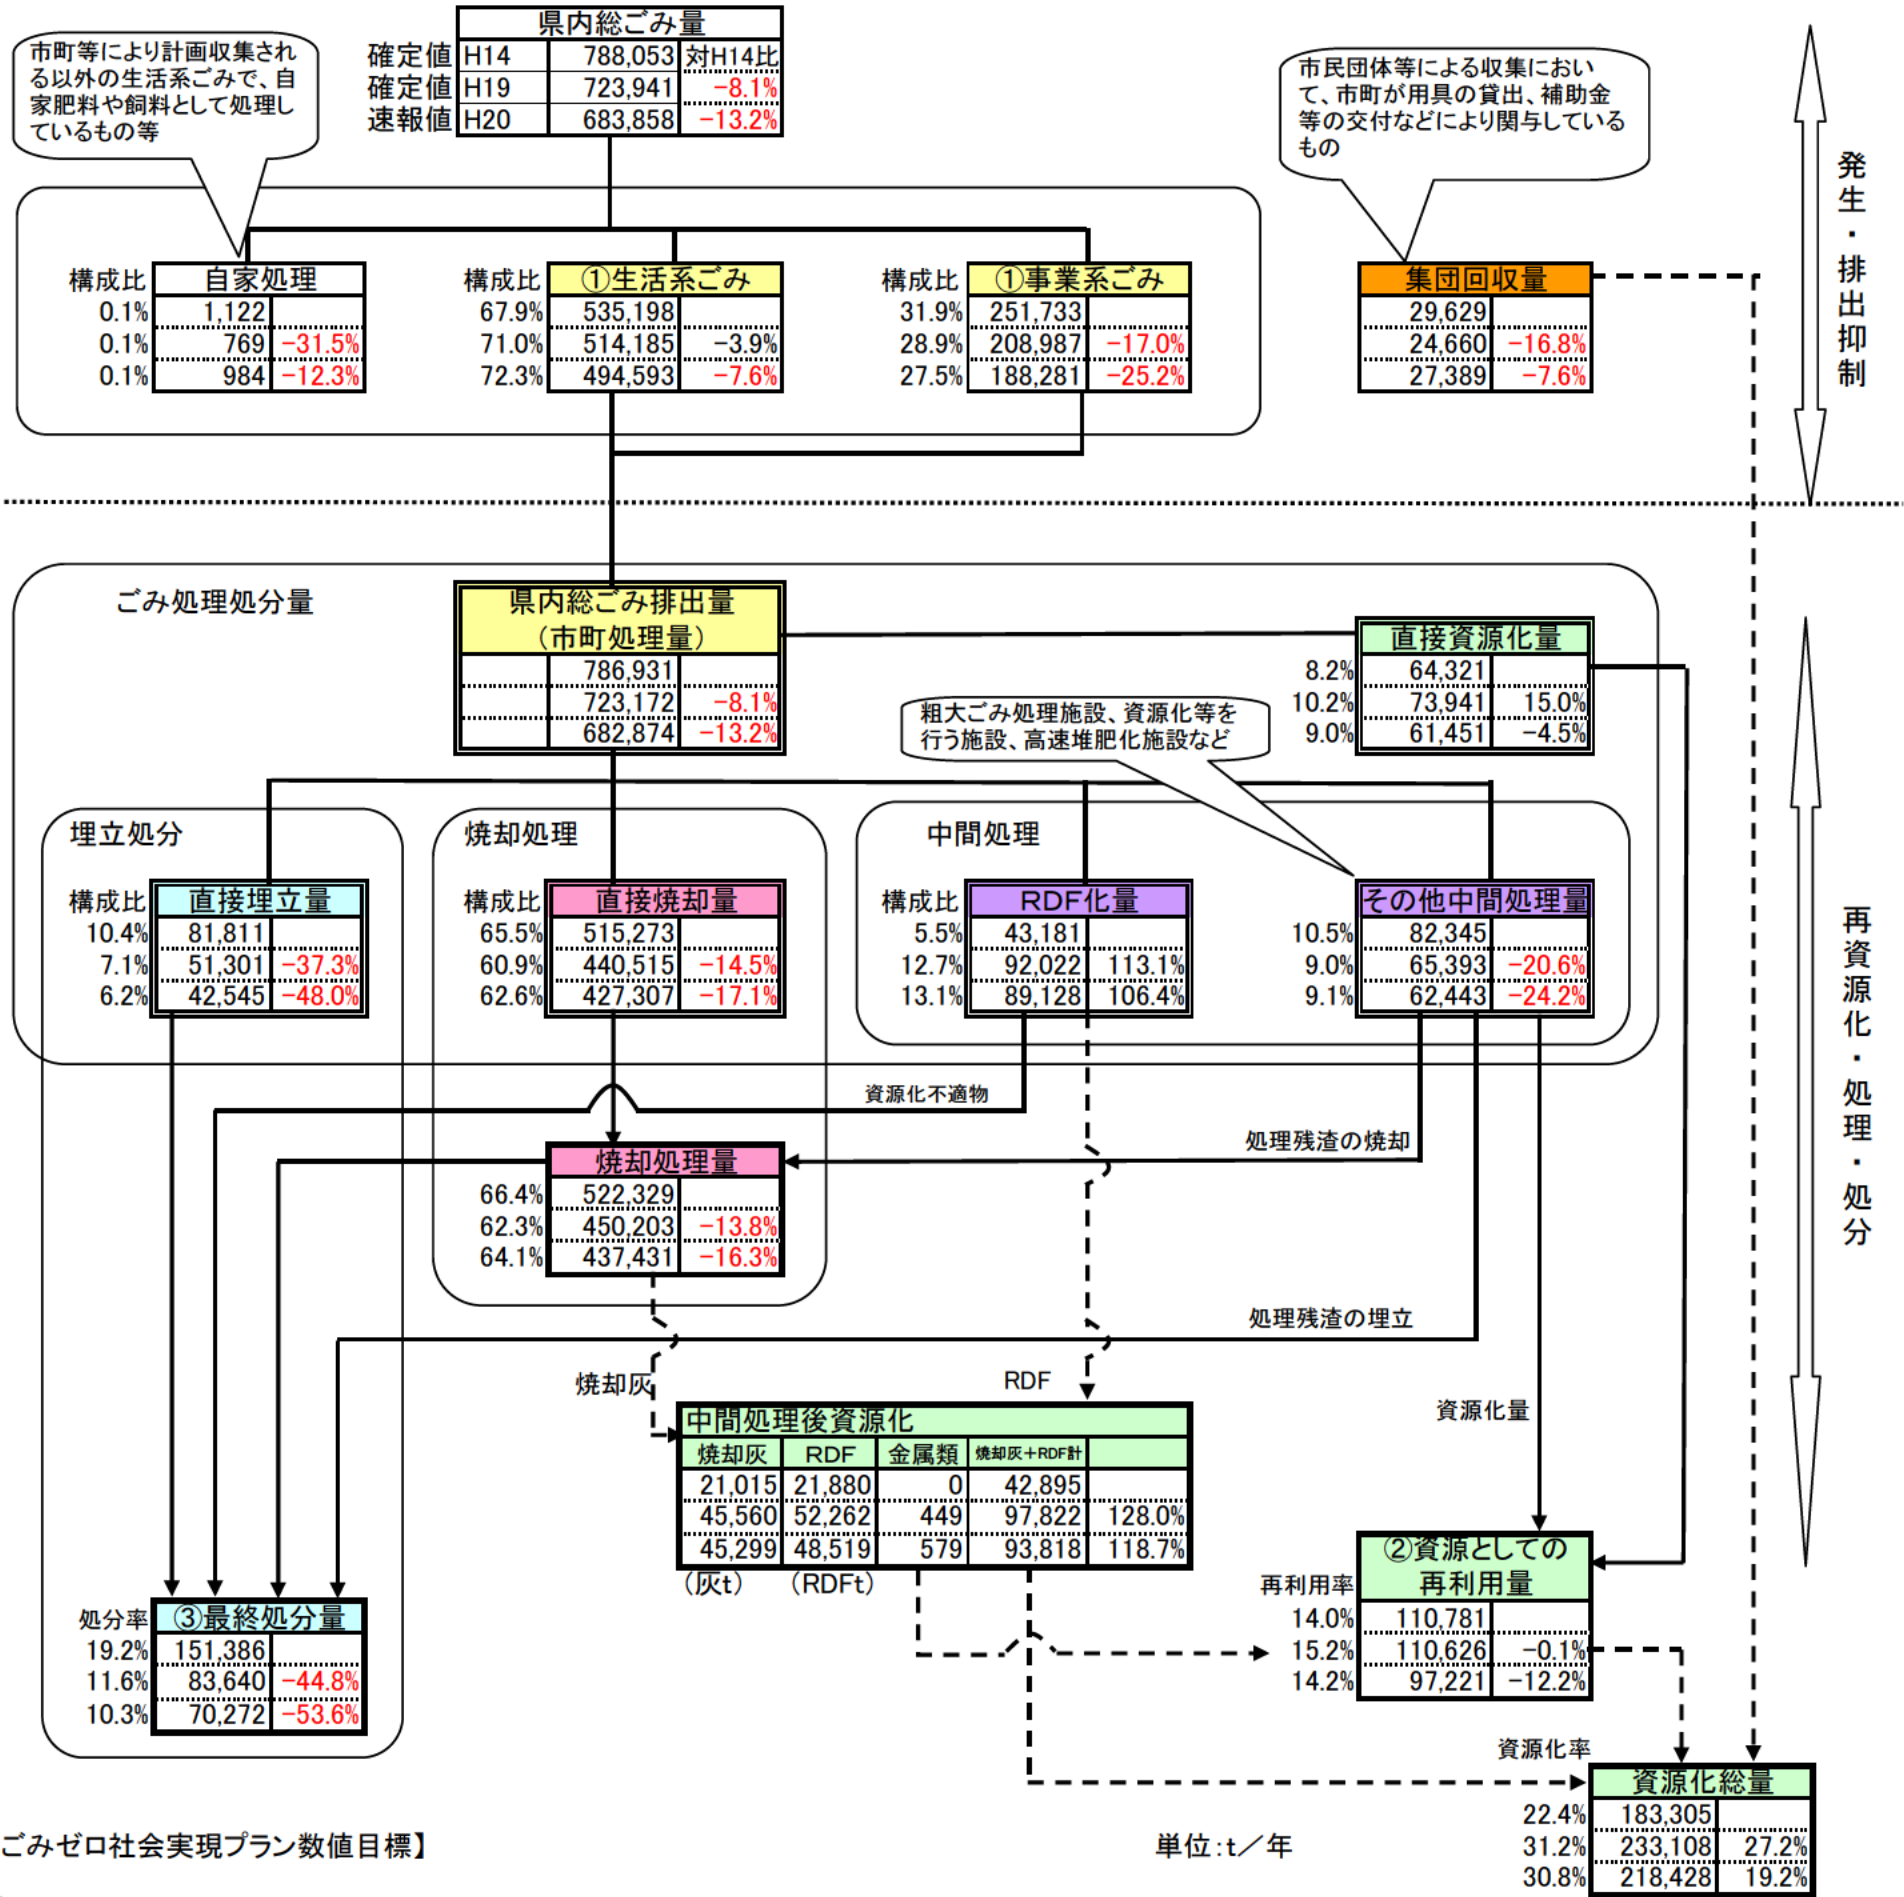 県内総ごみ量
確定値 H14 788,053 対H14比
確定値 H19 723,941 −8.1%
速報値 H20 683,858 −13.2%
市町等により計画収集され
る以外の生活系ごみで、自
家肥料や飼料として処理し
ているもの等
市民団体等による収集におい
て、市町が用具の貸出、補助金
等の交付などにより関与している
もの
発生・排出抑制
構成比 自家処理
0.1% 1,122
0.1% 769 −31.5%
0.1% 984 −12.3%
構成比 ①生活系ごみ
67.9% 535,198
71.0% 514,185 −3.9%
72.3% 494,593 −7.6%
構成比 ①事業系ごみ
31.9% 251,733
28.9% 208,987 −17.0%
27.5% 188,281 −25.2%
集団回収量
29,629
24,660 −16.8%
27,389 −7.6%
ごみ処理処分量
県内総ごみ排出量
（市町処理量）
786,931
723,172 −8.1%
682,874 −13.2%
直接資源化量
8.2% 64,321
10.2% 73,941 15.0%
9.0% 61,451 −4.5%
粗大ごみ処理施設、資源化等を
行う施設、高速堆肥化施設など
再資源化・処理・処分
埋立処分
構成比 直接埋立量
10.4% 81,811
7.1% 51,301 −37.3%
6.2% 42,545 −48.0%
焼却処理
構成比 直接焼却量
65.5% 515,273
60.9% 440,515 −14.5%
62.6% 427,307 −17.1%
中間処理
構成比 RDF化量
5.5% 43,181
12.7% 92,022 113.1%
13.1% 89,128 106.4%
その他中間処理量
10.5% 82,345
9.0% 65,393 −20.6%
9.1% 62,443 −24.2%
資源化不適物
処理残渣の焼却
焼却処理量
66.4% 522,329
62.3% 450,203 −13.8%
64.1% 437,431 −16.3%
処理残渣の埋立
焼却灰
RDF
資源化量
中間処理後資源化
焼却灰 RDF 金属類 焼却灰＋RDF計
21,015 21,880 0 42,895
45,560 52,262 449 97,822 128.0%
45,299 48,519 579 93,818 118.7%
（灰t） （RDFt）
②資源としての
再利用率 再利用量
14.0% 110,781
15.2% 110,626 −0.1%
14.2% 97,221 −12.2%
処分率 ③最終処分量
19.2% 151,386
11.6% 83,640 −44.8%
10.3% 70,272 −53.6%
資源化率
資源化総量
22.4% 183,305
31.2% 233,108 27.2%
30.8% 218,428 19.2%
ごみゼロ社会実現プラン数値目標】
単位：t／年